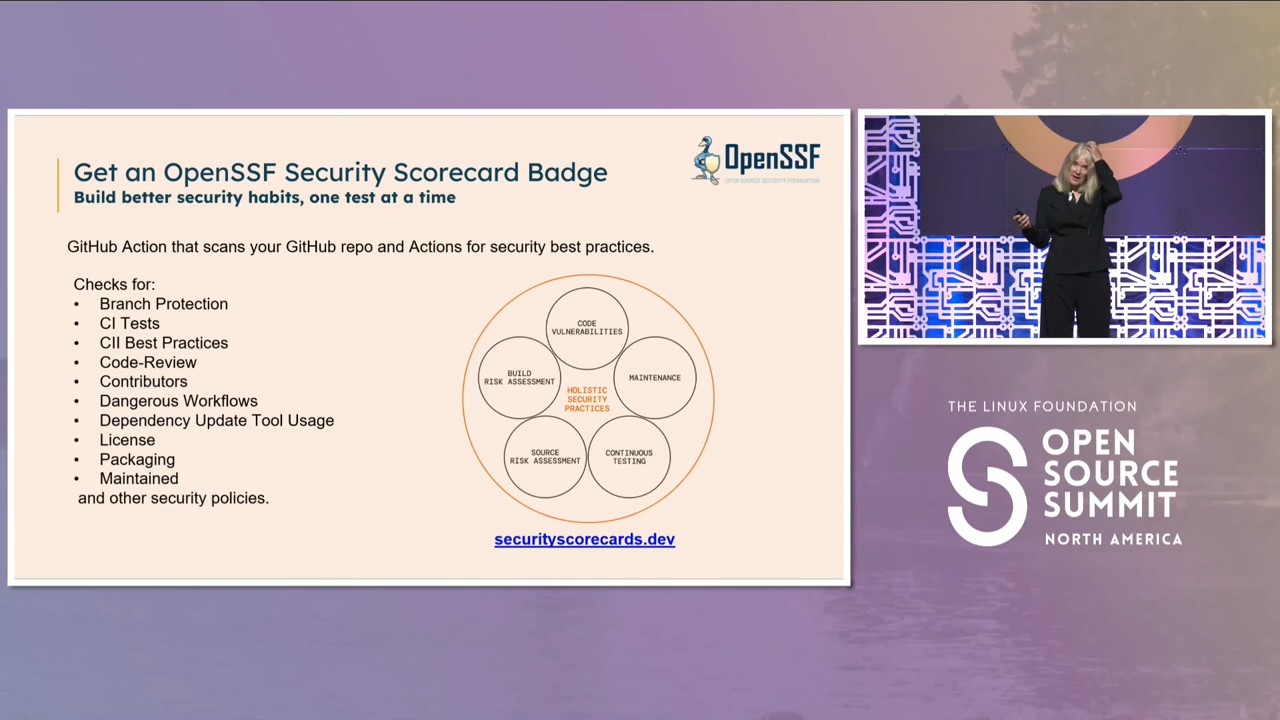 Get an OpenSSF Security Scorecard Badge
Build better security habits, one test at a time
OpenSSF
OPEN SOURCE SECURITY FOUNDATION
GitHub Action that scans your GitHub repo and Actions for security best practices.
Checks for:
• Branch Protection
• CI Tests
• CII Best Practices
• Code-Review
• Contributors
• Dangerous Workflows
• Dependency Update Tool Usage
• License
• Packaging
• Maintained
and other security policies.
CODE
VULNERABILITIES
BUILD
RISK ASSESSMENT
MAINTENANCE
HOLISTIC
SECURITY
PRACTICES
SOURCE
RISK ASSESSMENT
CONTINUOUS
TESTING
securityscorecards.dev
THE LINUX FOUNDATION
OPEN
SOURCE
SUMMIT
NORTH AMERICA